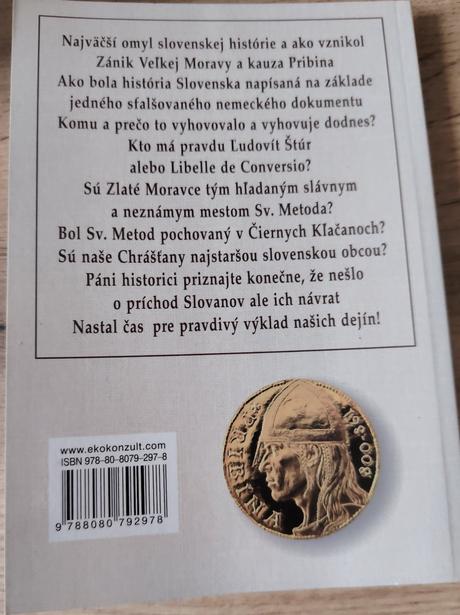 Najväčší omyl slovenskej histórie a ako vznikol
Zánik Veľkej Moravy a kauza Pribina
Ako bola história Slovenska napísaná na základe
jedného sfalšovaného nemeckého dokumentu
Komu a prečo to vyhovovalo a vyhovuje dodnes?
Kto má pravdu Ľudovít Štúr
alebo Libelle de Conversio?
Sú Zlaté Moravce tým hľadaným slávnym
a neznámym mestom Sv. Metoda?
Bol Sv. Metod pochovaný v Čiernych Kľačanoch?
Sú naše Chrášťany najstaršou slovenskou obcou?
Páni historici priznajte konečne, že nešlo
o príchod Slovanov ale ich návrat
Nastal čas pre pravdivý výklad našich dejín!
www.ekokonzult.com
ISBN 978-80-8079-297-8
9 788080 792978
PRIBINA
800-861